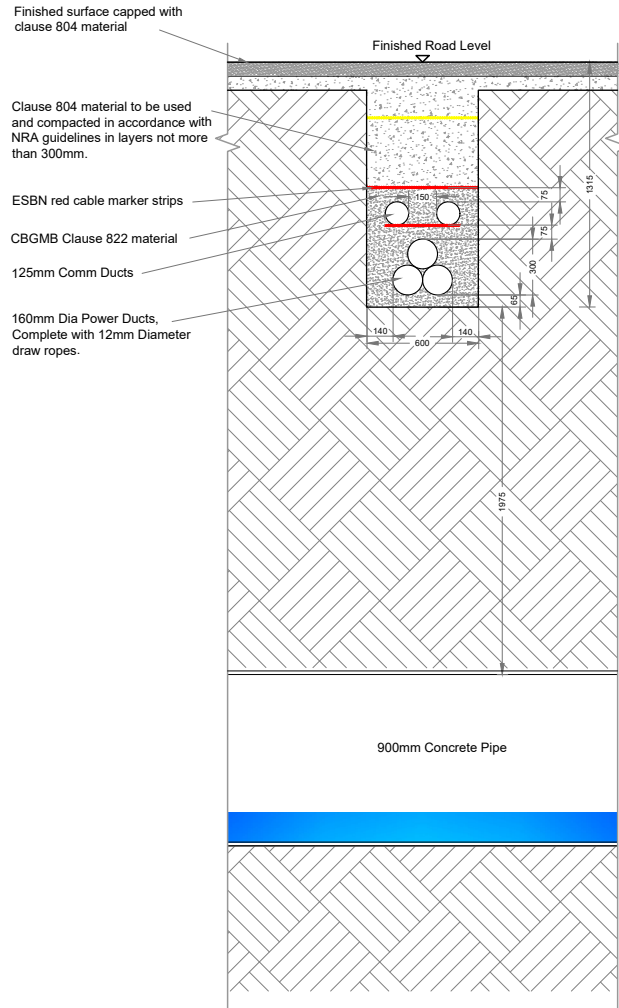 Finished surface capped with
clause 804 material
Finished Road Level
Clause 804 material to be used
and compacted in accordance with
NRA guidelines in layers not more
than 300mm.
ESBN red cable marker strips
CBGMB Clause 822 material
125mm Comm Ducts
160mm Dia Power Ducts,
Complete with 12mm Diameter
draw ropes.
150
75
1315
75
300
65
140
140
600
1975
900mm Concrete Pipe